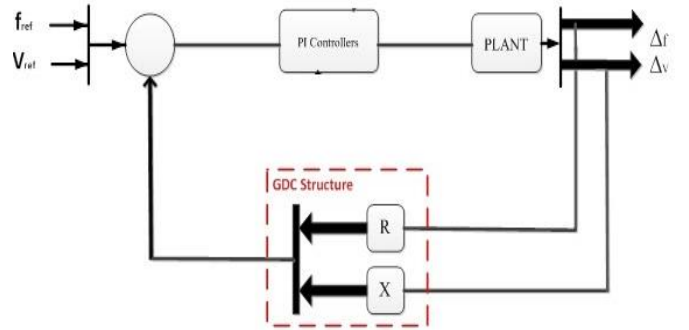 fref
PI Controllers
PLANT
Δf
Vref
Δv
GDC Structure
R
X